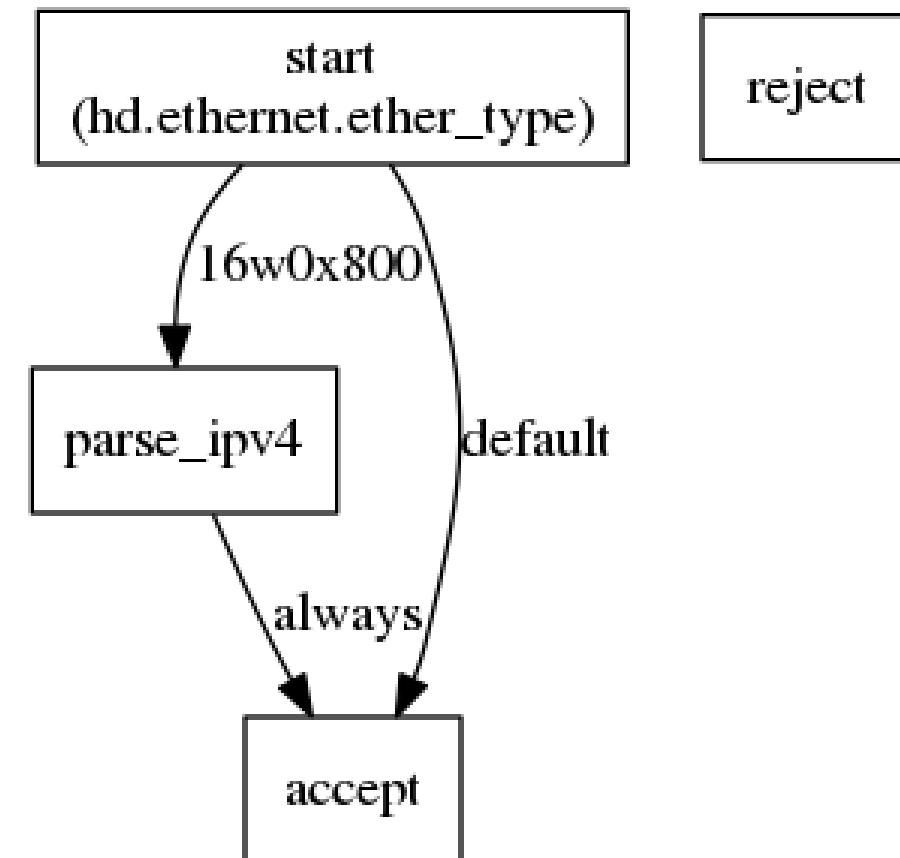 start
(hd.ethernet.ether_type)
reject
16w0x800
parse_ipv4
default
always
accept